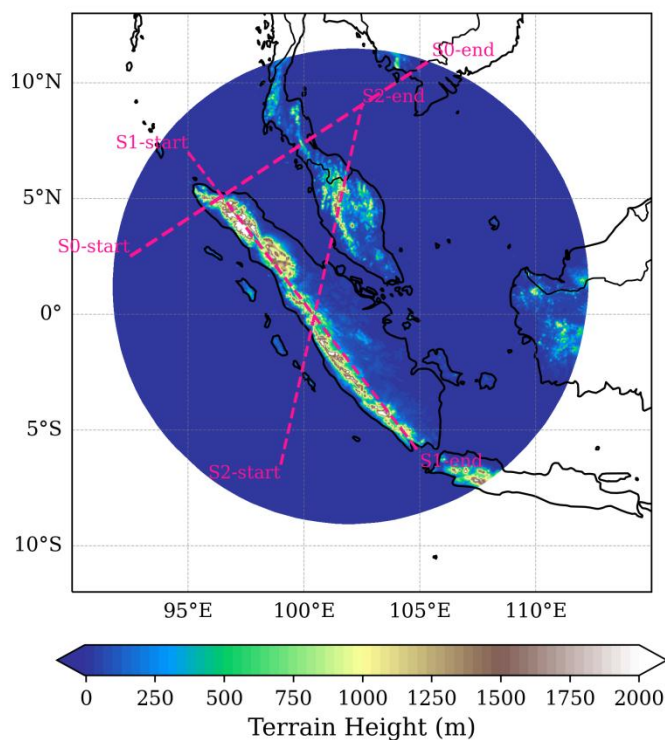 10°N
5°N
0°
5°S
10°S
S0-end
S2-end
S1-start
S0-start
S2-start
S1-end
95°E 100°E 105°E 110°E
0 250 500 750 1000 1250 1500 1750 2000
Terrain Height (m)